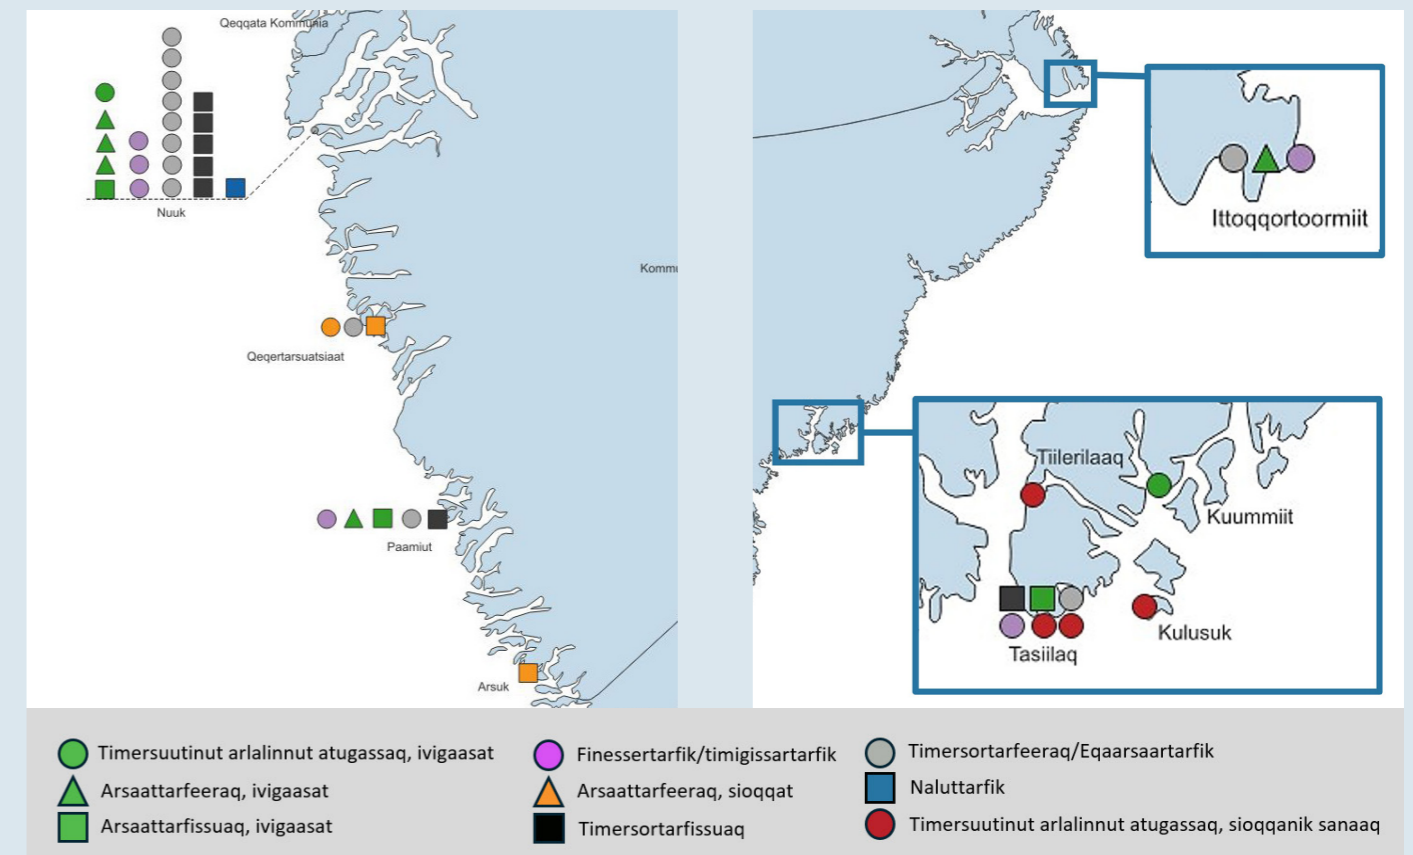 Qeqqata Kommunia
Nuuk
Kommu
Qeqertarsuatsiaat
Paamiut
Arsuk
Ittoqqortoormiit
Tiilerilaaq
Kuummiit
Kulusuk
Tasiilaq
Timersuutinut arlalinnut atugassaq, ivigaasat
Arsaattarfeeraq, ivigaasat
Arsaattarfissuaq, ivigaasat
Finessertarfik/timigissartarfik
Arsaattarfeeraq, sioqqat
Timersortarfissuaq
Timersortarfeeraq/Eqaarsaartarfik
Naluttarfik
Timersuutinut arlalinnut atugassaq, sioqqanik sanaaq